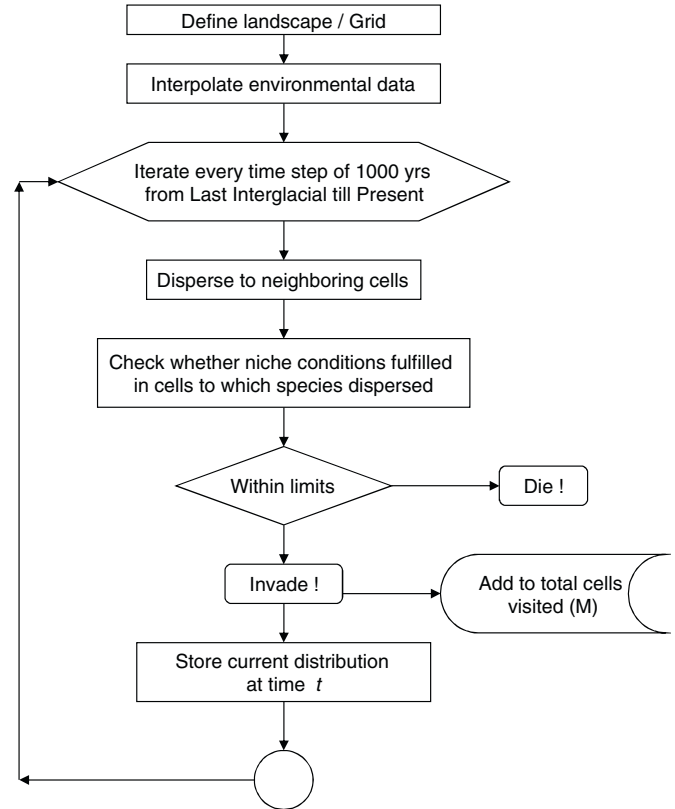 Define landscape / Grid
Interpolate environmental data
Iterate every time step of 1000 yrs
from Last Interglacial till Present
Disperse to neighboring cells
Check whether niche conditions fulfilled
in cells to which species dispersed
Within limits
Die !
Invade !
Add to total cells
visited (M)
Store current distribution
at time t